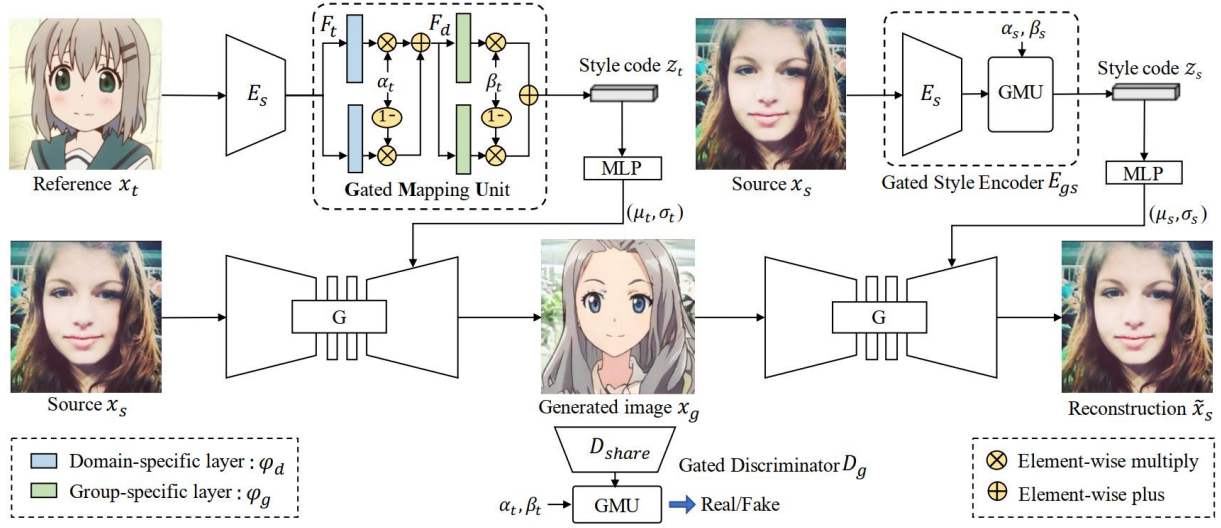 E_s
F_t
α_t
1-
F_d
β_t
1-
Style code z_t
MLP
(μ_t, σ_t)
Reference x_t
Gated Mapping Unit
α_s, β_s
E_s
GMU
Style code z_s
MLP
(μ_s, σ_s)
Source x_s
Gated Style Encoder E_gs
G
G
Source x_s
Generated image x_g
Reconstruction x̃_s
Domain-specific layer : φ_d
Group-specific layer : φ_g
D_share
Gated Discriminator D_g
α_t, β_t
GMU
Real/Fake
Element-wise multiply
Element-wise plus